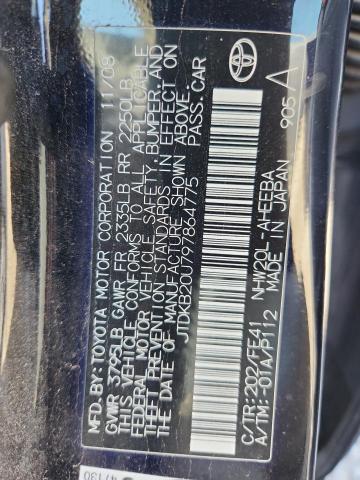 MFD.BY: TOYOTA MOTOR CORPORATION 11/08
GVWR 3795LB GAWR FR 2335LB RR 2250LB
THIS VEHICLE CONFORMS TO ALL APPLICABLE
FEDERAL MOTOR VEHICLE SAFETY, BUMPER, AND
THEFT PREVENTION STANDARDS IN EFFECT ON
THE DATE OF MANUFACTURE SHOWN ABOVE.
JTDKB20U797864775 PASS. CAR
C/TR:202/FE41 NHW20L-AHEEBA
A/TM:-01A/P112 MADE IN JAPAN 905 A
47130